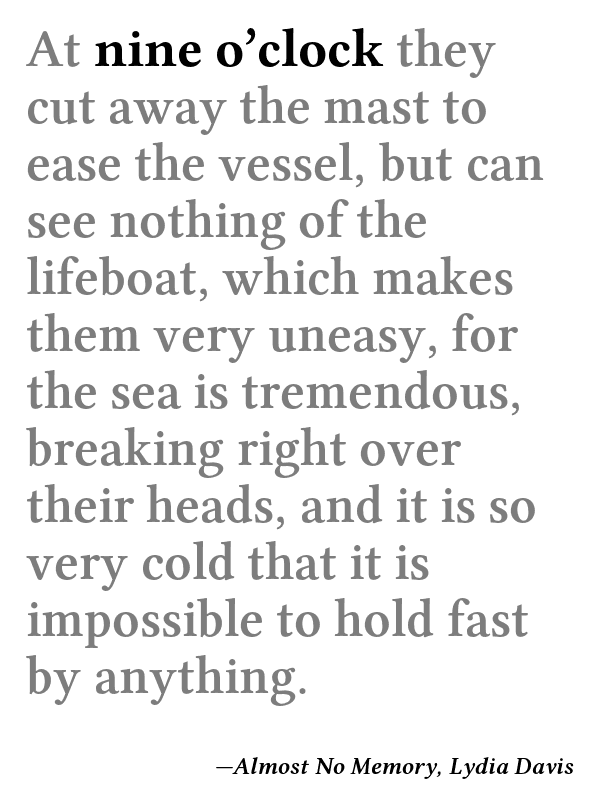 At nine o’clock they
cut away the mast to
ease the vessel, but can
see nothing of the
lifeboat, which makes
them very uneasy, for
the sea is tremendous,
breaking right over
their heads, and it is so
very cold that it is
impossible to hold fast
by anything.
—Almost No Memory, Lydia Davis